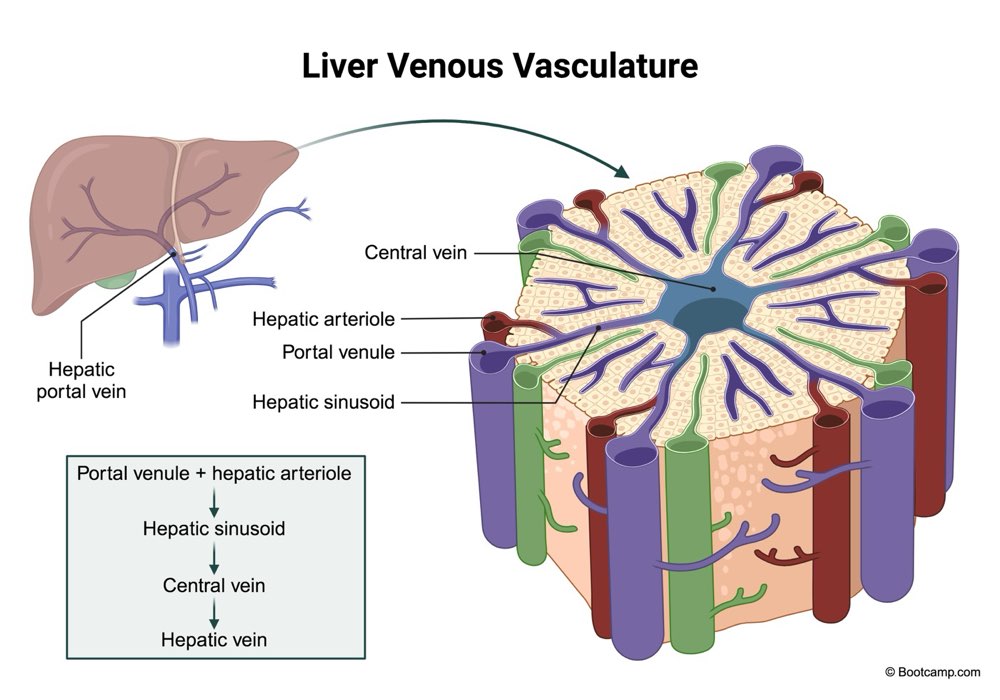 Liver Venous Vasculature
Central vein
Hepatic arteriole
Portal venule
Hepatic sinusoid
Hepatic
portal vein
Portal venule + hepatic arteriole
Hepatic sinusoid
Central vein
Hepatic vein
© Bootcamp.com